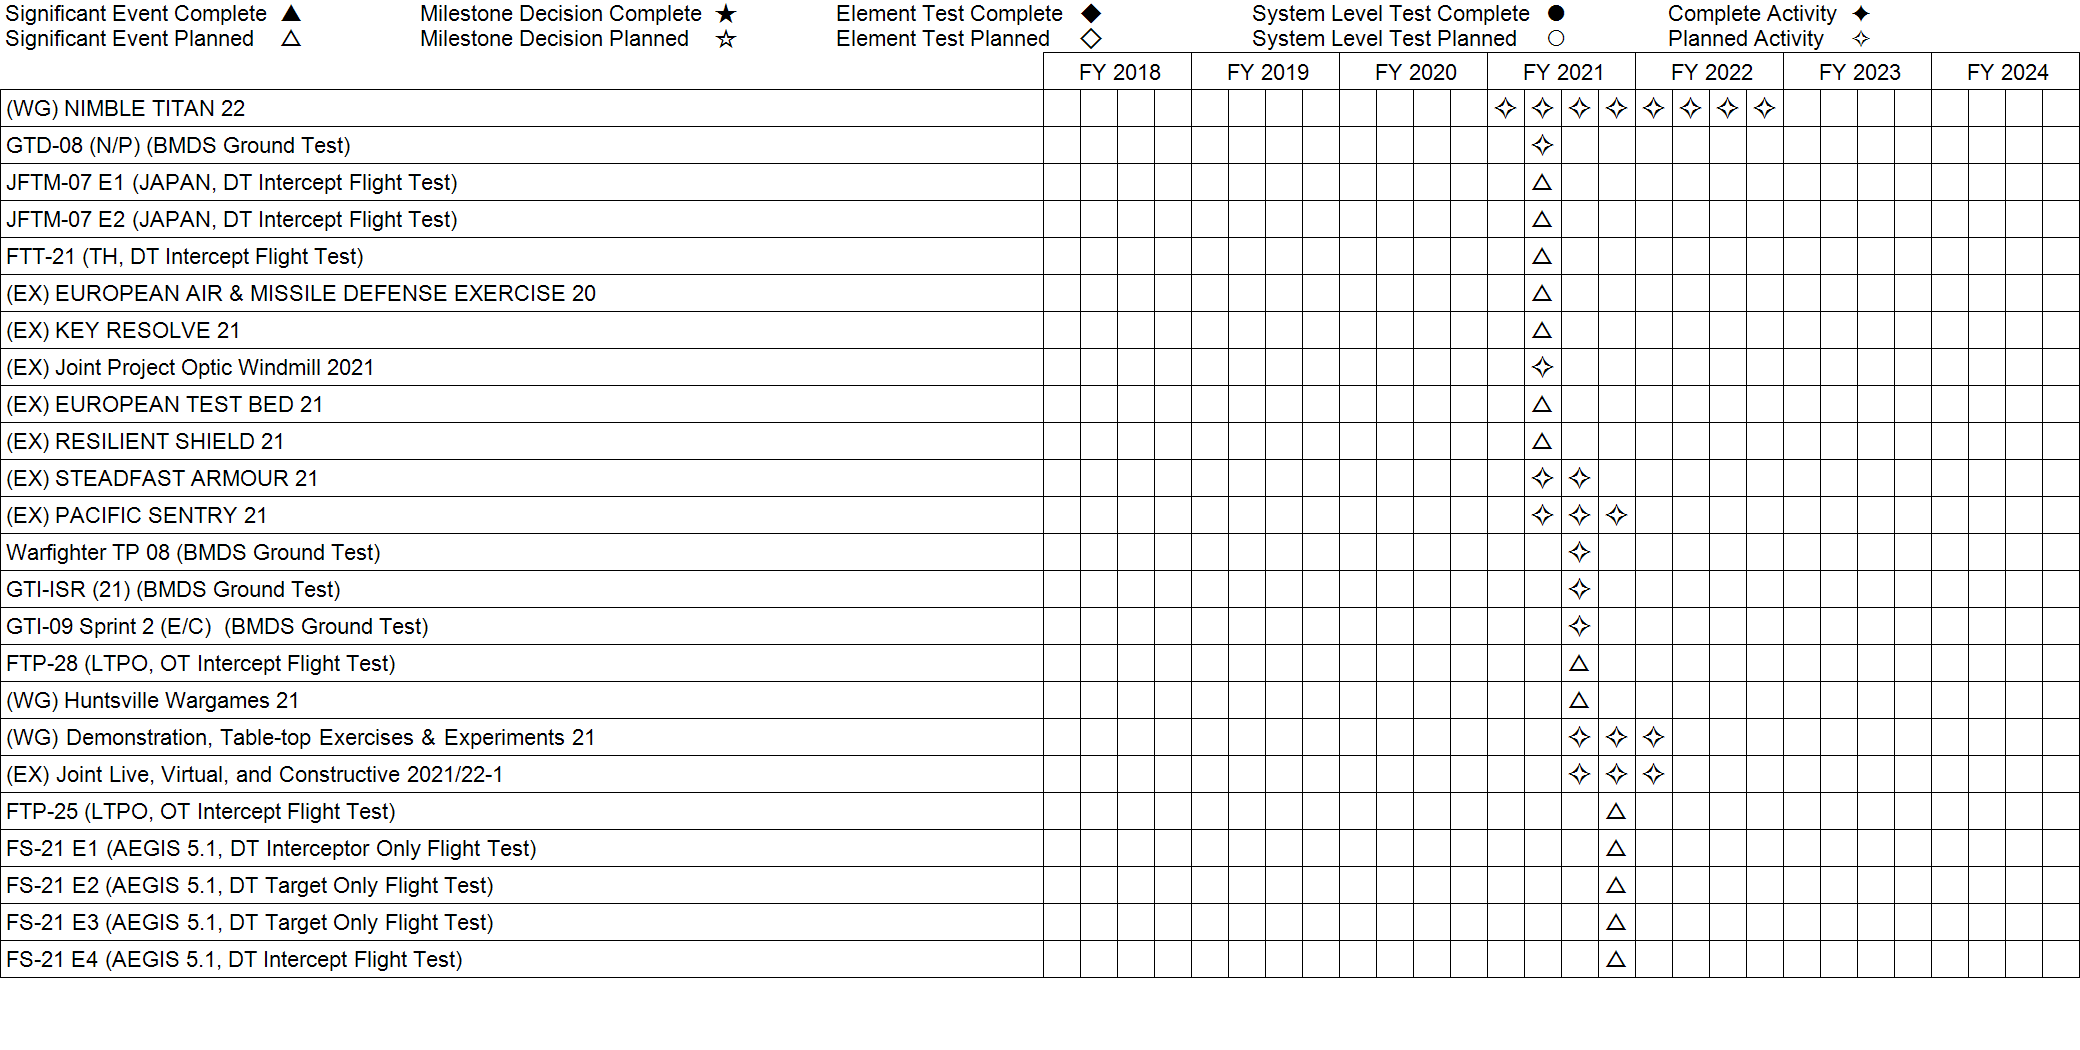 Significant Event Complete ▲ Milestone Decision Complete ★ Element Test Complete ◆ System Level Test Complete ● Complete Activity ✦
Significant Event Planned △ Milestone Decision Planned ☆ Element Test Planned ◇ System Level Test Planned ○ Planned Activity ✧
FY 2018 FY 2019 FY 2020 FY 2021 FY 2022 FY 2023 FY 2024
(WG) NIMBLE TITAN 22 ✧ ✧ ✧ ✧ ✧ ✧ ✧ ✧
GTD-08 (N/P) (BMDS Ground Test) ✧
JFTM-07 E1 (JAPAN, DT Intercept Flight Test) △
JFTM-07 E2 (JAPAN, DT Intercept Flight Test) △
FTT-21 (TH, DT Intercept Flight Test) △
(EX) EUROPEAN AIR & MISSILE DEFENSE EXERCISE 20 △
(EX) KEY RESOLVE 21 △
(EX) Joint Project Optic Windmill 2021 ✧
(EX) EUROPEAN TEST BED 21 △
(EX) RESILIENT SHIELD 21 △
(EX) STEADFAST ARMOUR 21 ✧ ✧
(EX) PACIFIC SENTRY 21 ✧ ✧ ✧
Warfighter TP 08 (BMDS Ground Test) ✧
GTI-ISR (21) (BMDS Ground Test) ✧
GTI-09 Sprint 2 (E/C) (BMDS Ground Test) ✧
FTP-28 (LTPO, OT Intercept Flight Test) △
(WG) Huntsville Wargames 21 △
(WG) Demonstration, Table-top Exercises & Experiments 21 ✧ ✧ ✧
(EX) Joint Live, Virtual, and Constructive 2021/22-1 ✧ ✧ ✧
FTP-25 (LTPO, OT Intercept Flight Test) △
FS-21 E1 (AEGIS 5.1, DT Interceptor Only Flight Test) △
FS-21 E2 (AEGIS 5.1, DT Target Only Flight Test) △
FS-21 E3 (AEGIS 5.1, DT Target Only Flight Test) △
FS-21 E4 (AEGIS 5.1, DT Intercept Flight Test) △